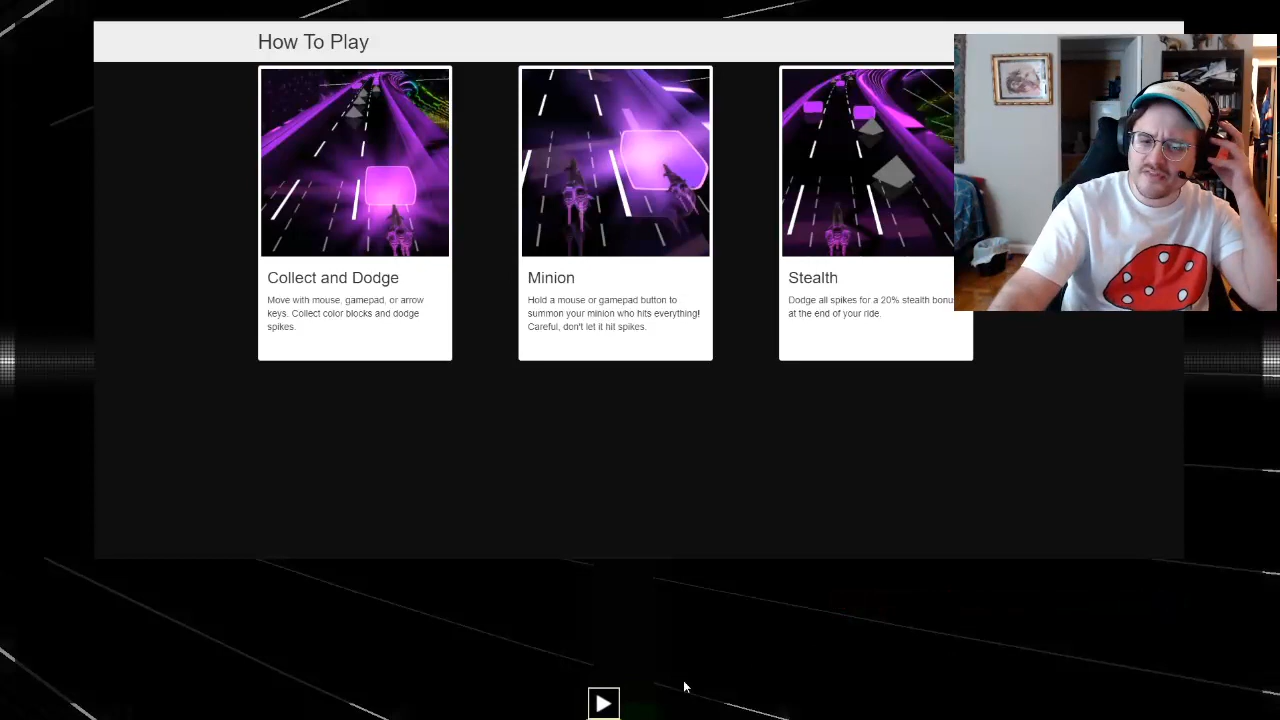 How To Play
Collect and Dodge
Move with mouse, gamepad, or arrow
keys. Collect color blocks and dodge
spikes.
Minion
Hold a mouse or gamepad button to
summon your minion who hits everything!
Careful, don't let it hit spikes.
Stealth
Dodge all spikes for a 20% stealth
at the end of your ride.